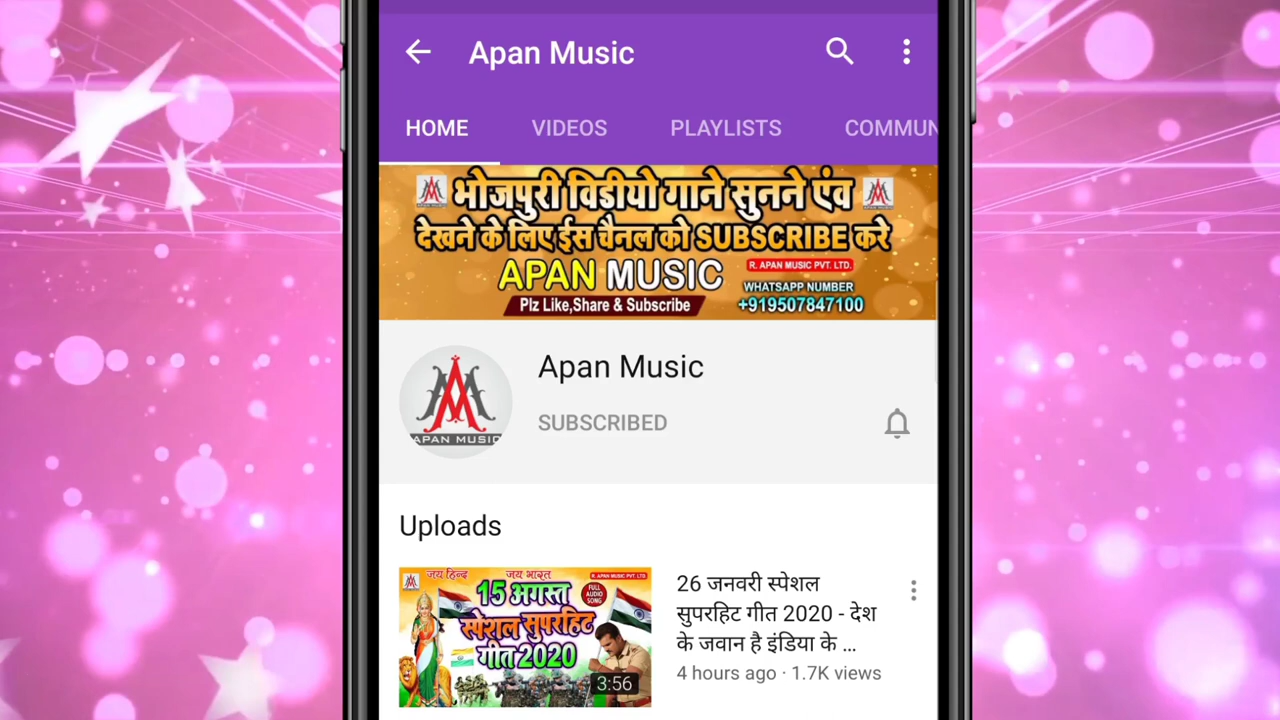 Apan Music
HOME VIDEOS PLAYLISTS COMMUN
भोजपुरी विडीयो गाने सुनने एंव
देखने के लिए ईस चैनल को SUBSCRIBE करे
APAN MUSIC
R. APAN MUSIC PVT. LTD.
Plz Like,Share & Subscribe
WHATSAPP NUMBER
+919507847100
Apan Music
SUBSCRIBED
APAN MUSIC
Uploads
जय हिन्द जय भारत
R. APAN MUSIC PVT. LTD
15 अगस्त
FULL
AUDIO
SONG
स्पेशल सुपरहिट
गीत 2020
3:56
26 जनवरी स्पेशल
सुपरहिट गीत 2020 - देश
के जवान है इंडिया के ...
4 hours ago · 1.7K views